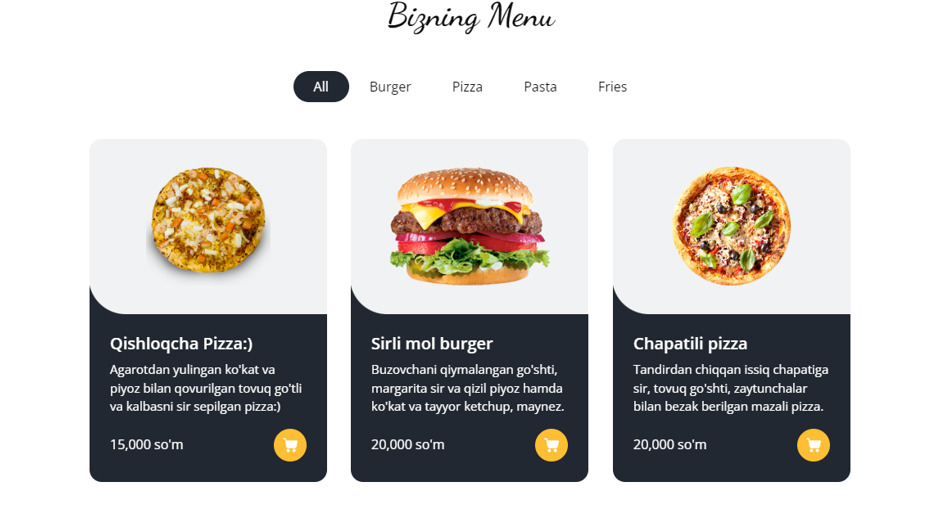 Bizning Menu
All Burger Pizza Pasta Fries
Qishloqcha Pizza:)
Agarotdan yulingan ko'kat va
piyoz bilan qovurilgan tovuq go'tli
va kalbasni sir sepilgan pizza:)
15,000 so'm
Sirli mol burger
Buzovchani qiymalangan go'shti,
margarita sir va qizil piyoz hamda
ko'kat va tayyor ketchup, maynez.
20,000 so'm
Chapatili pizza
Tandirdan chiqqan issiq chapatiga
sir, tovuq go'shti, zaytunchalar
bilan bezak berilgan mazali pizza.
20,000 so'm